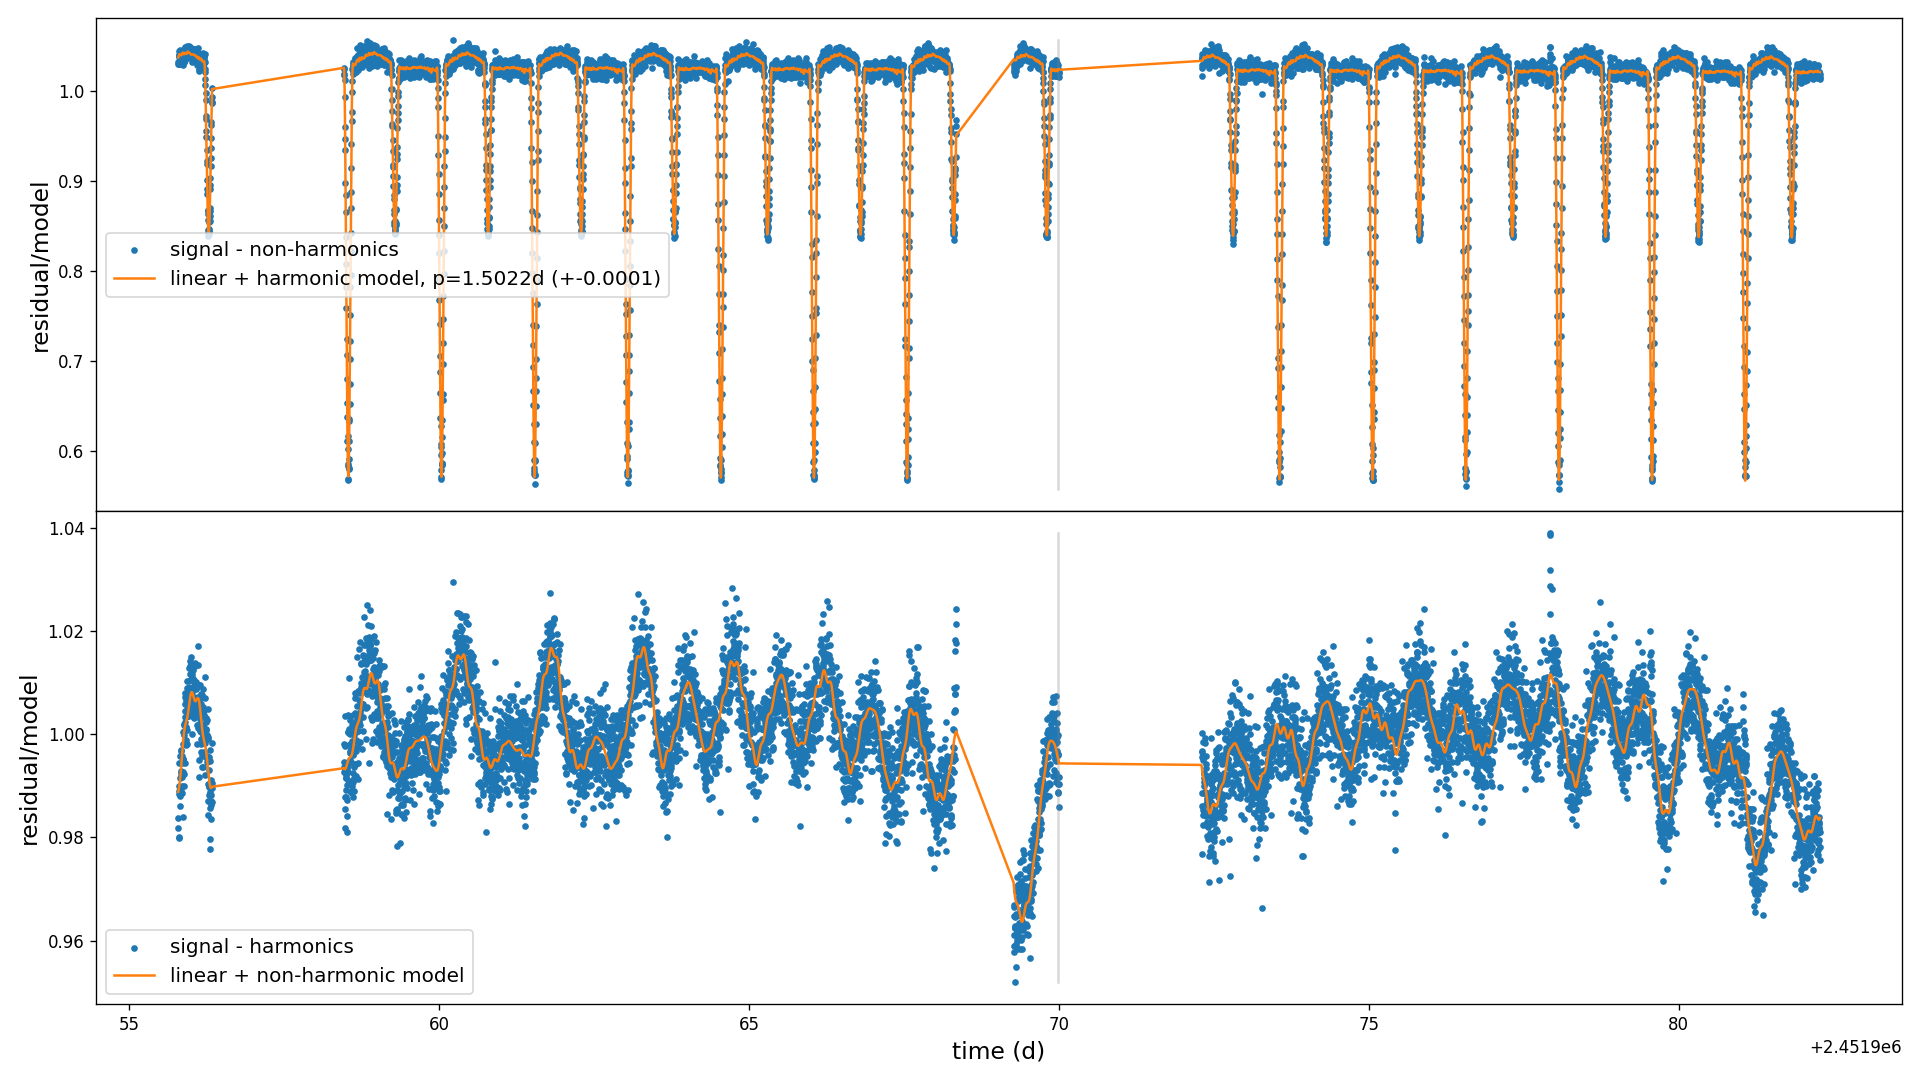 residual/model
1.0
0.9
0.8
0.7
0.6
signal - non-harmonics
linear + harmonic model, p=1.5022d (+-0.0001)
residual/model
1.04
1.02
1.00
0.98
0.96
signal - harmonics
linear + non-harmonic model
55
60
65
70
75
80
time (d)
+2.4519e6